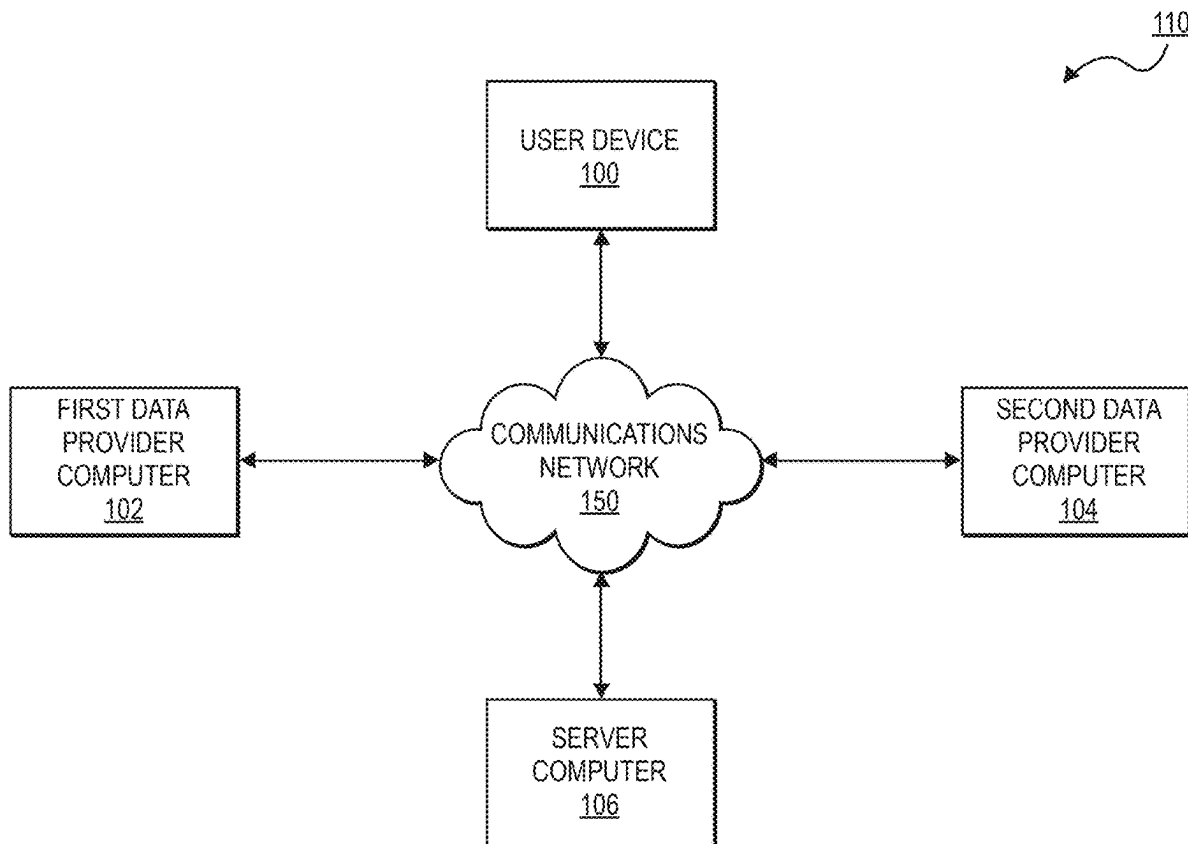 110
USER DEVICE
100
FIRST DATA
PROVIDER
COMPUTER
102
COMMUNICATIONS
NETWORK
150
SECOND DATA
PROVIDER
COMPUTER
104
SERVER
COMPUTER
106